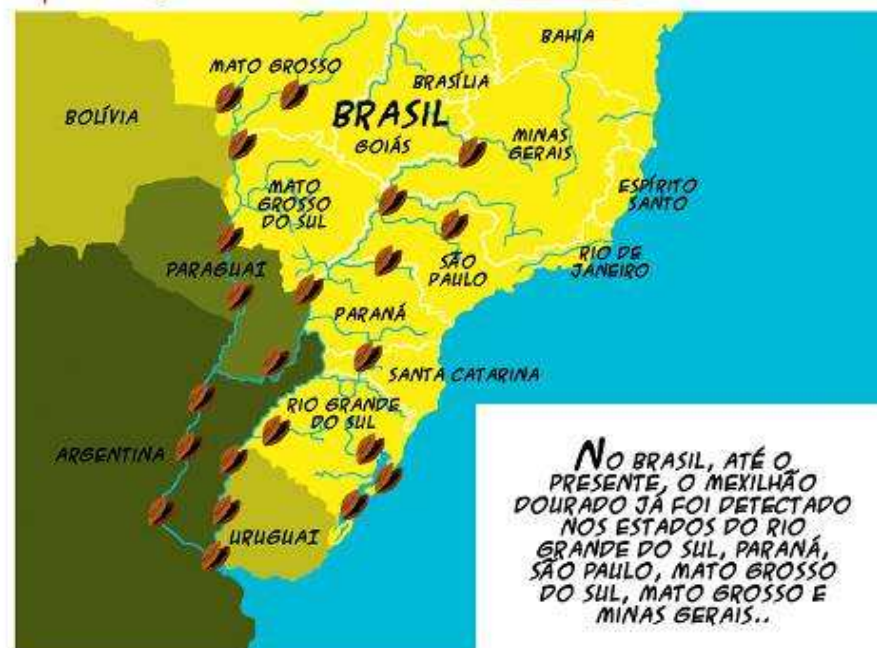 BAHIA
MATO GROSSO
BRASÍLIA
BOLÍVIA
BRASIL
GOIÁS
MINAS
GERAIS
MATO
GROSSO
DO SUL
ESPÍRITO
SANTO
SÃO
PAULO
RIO DE
JANEIRO
PARAGUAI
PARANÁ
SANTA CATARINA
RIO GRANDE
DO SUL
ARGENTINA
URUGUAI
NO BRASIL, ATÉ O
PRESENTE, O MEXILHÃO
DOURADO JÁ FOI DETECTADO
NOS ESTADOS DO RIO
GRANDE DO SUL, PARANÁ,
SÃO PAULO, MATO GROSSO
DO SUL, MATO GROSSO E
MINAS GERAIS..